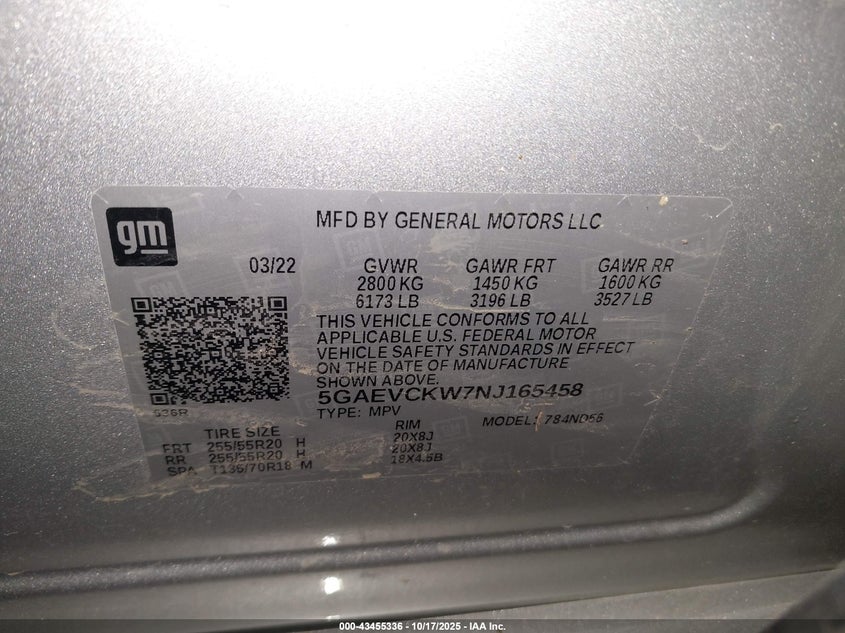 gm
MFD BY GENERAL MOTORS LLC
03/22 GVWR GAWR FRT GAWR RR
2800 KG 1450 KG 1600 KG
6173 LB 3196 LB 3527 LB
THIS VEHICLE CONFORMS TO ALL
APPLICABLE U.S. FEDERAL MOTOR
VEHICLE SAFETY STANDARDS IN EFFECT
ON THE DATE OF MANUFACTURE
SHOWN ABOVE.
5GAEVCKW7NJ165458
TYPE: MPV MODEL: 784ND56
TIRE SIZE RIM
FRT 255/55R20 H 20X8J
RR 255/55R20 H 20X8J
SPA T135/70R18 M 18X4.5B
000-43455336 - 10/17/2025 - IAA Inc.